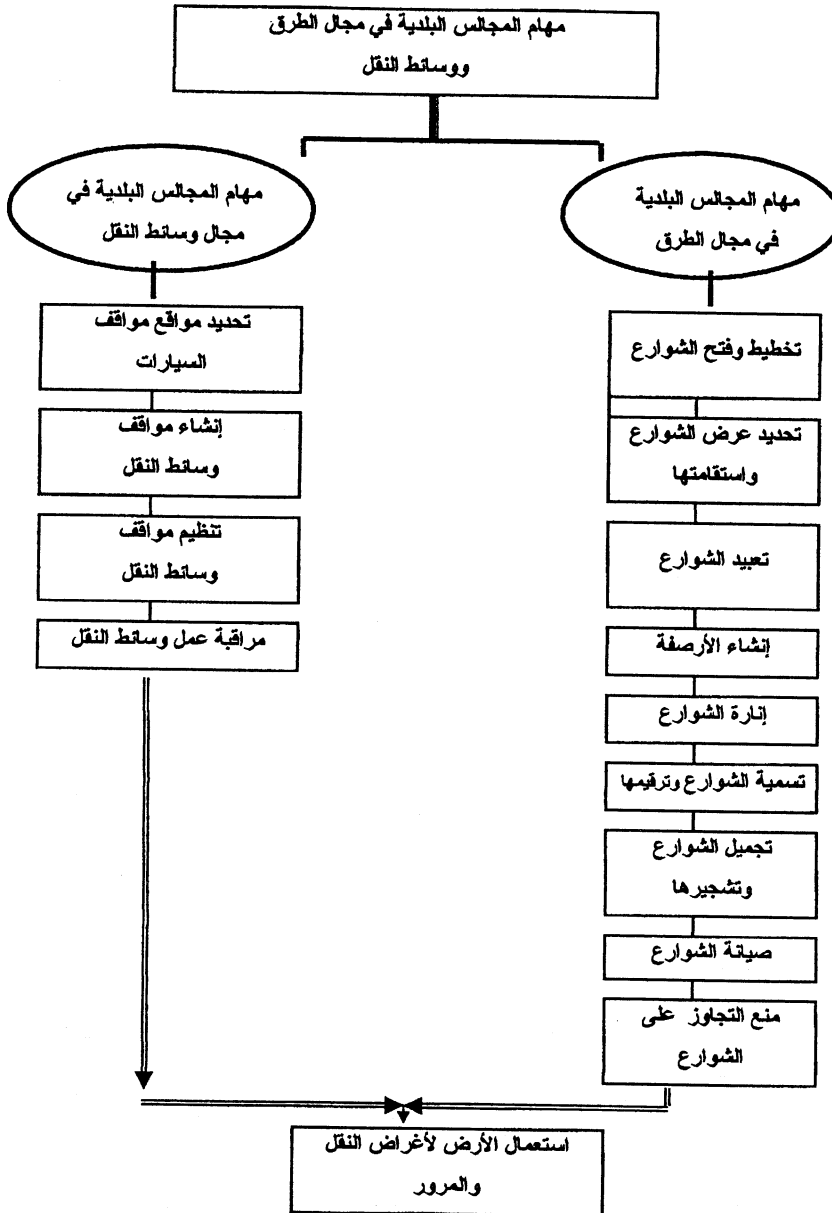 مهام المجالس البلدية في مجال الطرق
ووسائط النقل
مهام المجالس البلدية
في مجال الطرق
تخطيط وفتح الشوارع
تحديد عرض الشوارع
واستقامتها
تعبيد الشوارع
إنشاء الأرصفة
إنارة الشوارع
تسمية الشوارع وترقيمها
تجميل الشوارع
وتشجيرها
صيانة الشوارع
منع التجاوز على
الشوارع
مهام المجالس البلدية في
مجال وسائط النقل
تحديد مواقع مواقف
السيارات
إنشاء مواقف
وسائط النقل
تنظيم مواقف
وسائط النقل
مراقبة عمل وسائط النقل
استعمال الأرض لأغراض النقل
والمرور